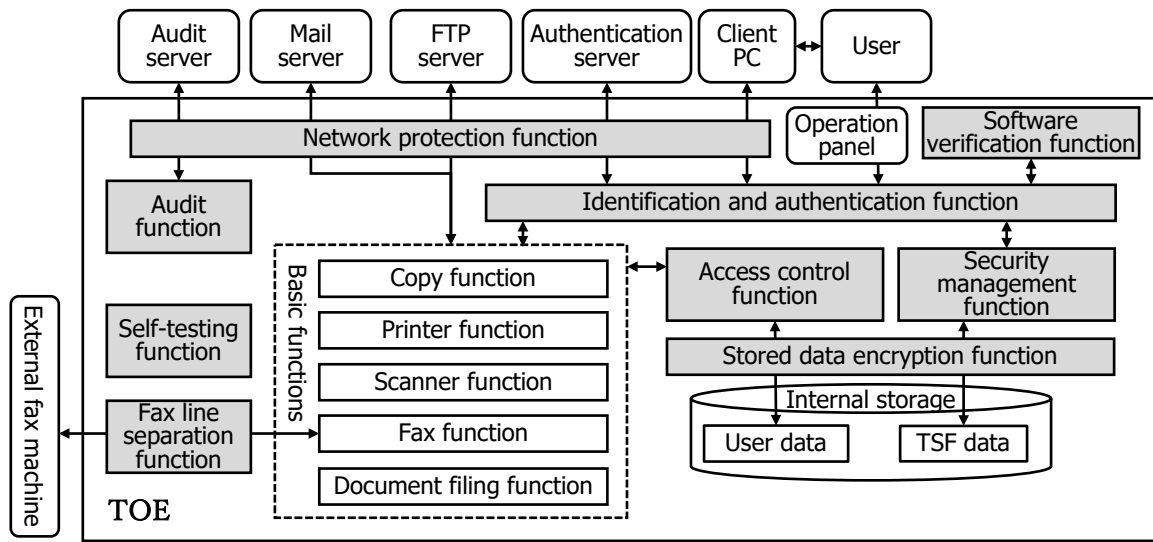 Audit
server
Mail
server
FTP
server
Authentication
server
Client
PC
User
Network protection function
Operation
panel
Software
verification function
Audit
function
Identification and authentication function
Basic functions
Copy function
Printer function
Scanner function
Fax function
Document filing function
Access control
function
Security
management
function
Self-testing
function
Stored data encryption function
Internal storage
User data
TSF data
External fax machine
Fax line
separation
function
TOE